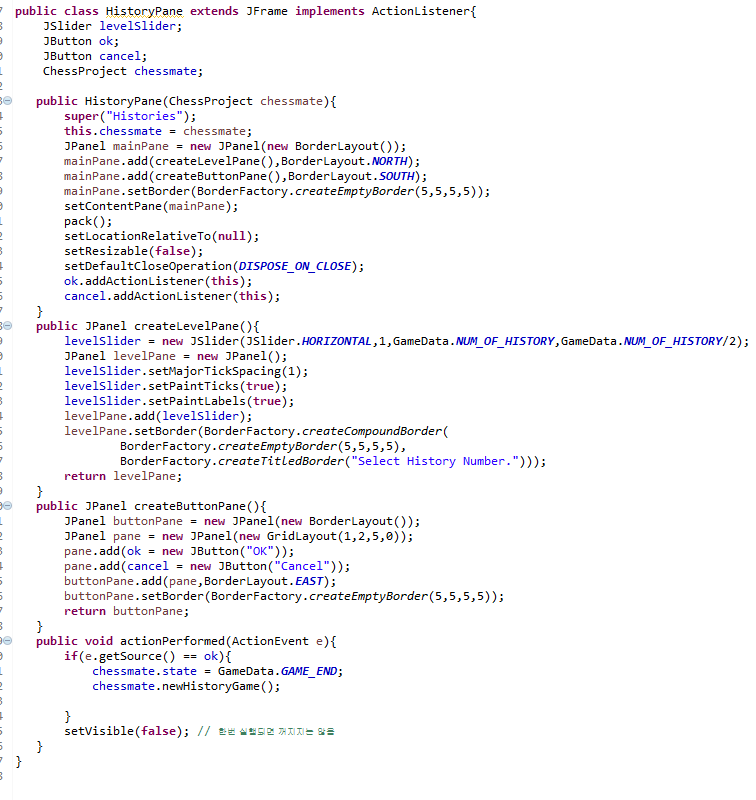 public class HistoryPane extends JFrame implements ActionListener{
JSlider levelSlider;
JButton ok;
JButton cancel;
ChessProject chessmate;
public HistoryPane(ChessProject chessmate){
super("Histories");
this.chessmate = chessmate;
JPanel mainPane = new JPanel(new BorderLayout());
mainPane.add(createLevelPane(),BorderLayout.NORTH);
mainPane.add(createButtonPane(),BorderLayout.SOUTH);
mainPane.setBorder(BorderFactory.createEmptyBorder(5,5,5,5));
setContentPane(mainPane);
pack();
setLocationRelativeTo(null);
setResizable(false);
setDefaultCloseOperation(DISPOSE_ON_CLOSE);
ok.addActionListener(this);
cancel.addActionListener(this);
}
public JPanel createLevelPane(){
levelSlider = new JSlider(JSlider.HORIZONTAL,1,GameData.NUM_OF_HISTORY,GameData.NUM_OF_HISTORY/2);
JPanel levelPane = new JPanel();
levelSlider.setMajorTickSpacing(1);
levelSlider.setPaintTicks(true);
levelSlider.setPaintLabels(true);
levelPane.add(levelSlider);
levelPane.setBorder(BorderFactory.createCompoundBorder(
BorderFactory.createEmptyBorder(5,5,5,5),
BorderFactory.createTitledBorder("Select History Number.")));
return levelPane;
}
public JPanel createButtonPane(){
JPanel buttonPane = new JPanel(new BorderLayout());
JPanel pane = new JPanel(new GridLayout(1,2,5,0));
pane.add(ok = new JButton("OK"));
pane.add(cancel = new JButton("Cancel"));
buttonPane.add(pane,BorderLayout.EAST);
buttonPane.setBorder(BorderFactory.createEmptyBorder(5,5,5,5));
return buttonPane;
}
public void actionPerformed(ActionEvent e){
if(e.getSource() == ok){
chessmate.state = GameData.GAME_END;
chessmate.newHistoryGame();
}
setVisible(false); // 한번 실행되면 꺼지지는 않음
}
}